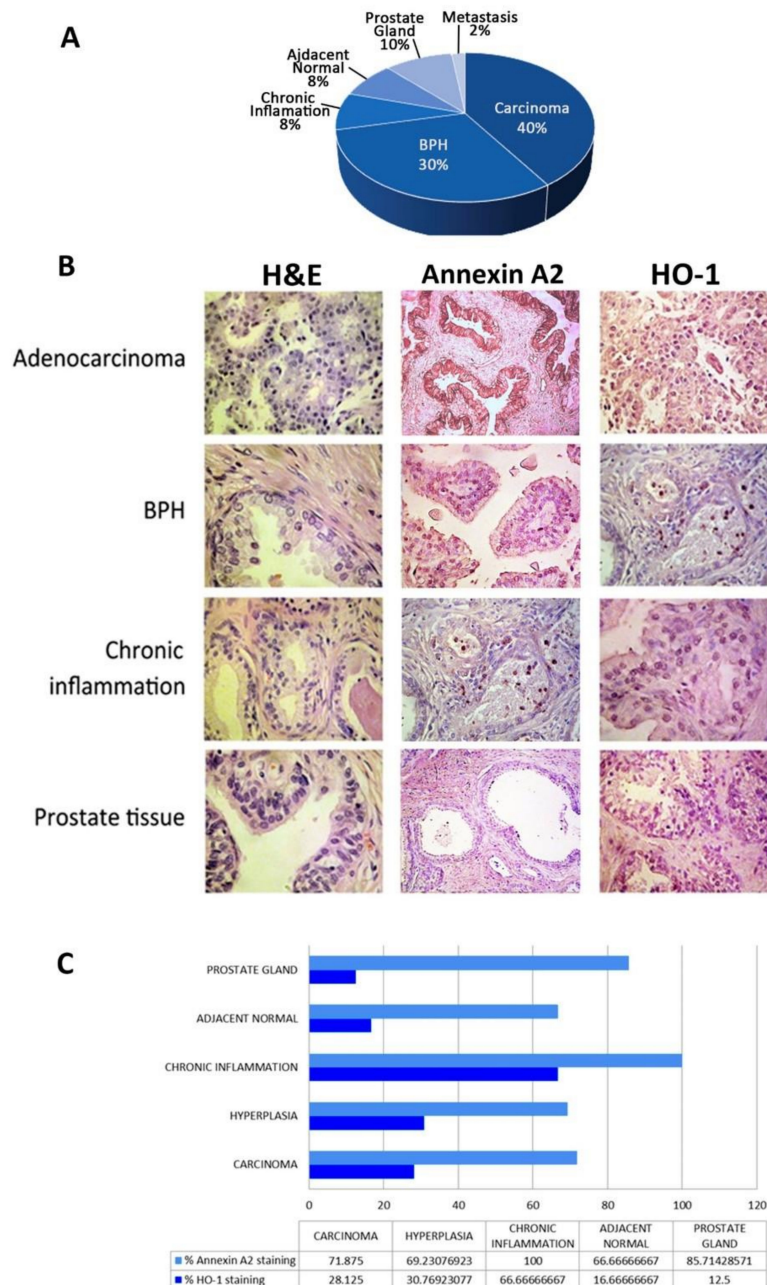 A
Prostate
Gland
10%
Metastasis
2%
Ajdacent
Normal
8%
Chronic
Inflamation
8%
Carcinoma
40%
BPH
30%
B
H&E
Annexin A2
HO-1
Adenocarcinoma
BPH
Chronic
inflammation
Prostate tissue
C
PROSTATE GLAND
ADJACENT NORMAL
CHRONIC INFLAMMATION
HYPERPLASIA
CARCINOMA
0 20 40 60 80 100 120
CARCINOMA HYPERPLASIA CHRONIC INFLAMMATION ADJACENT NORMAL PROSTATE GLAND
% Annexin A2 staining 71.875 69.23076923 100 66.66666667 85.71428571
% HO-1 staining 28.125 30.76923077 66.66666667 16.66666667 12.5